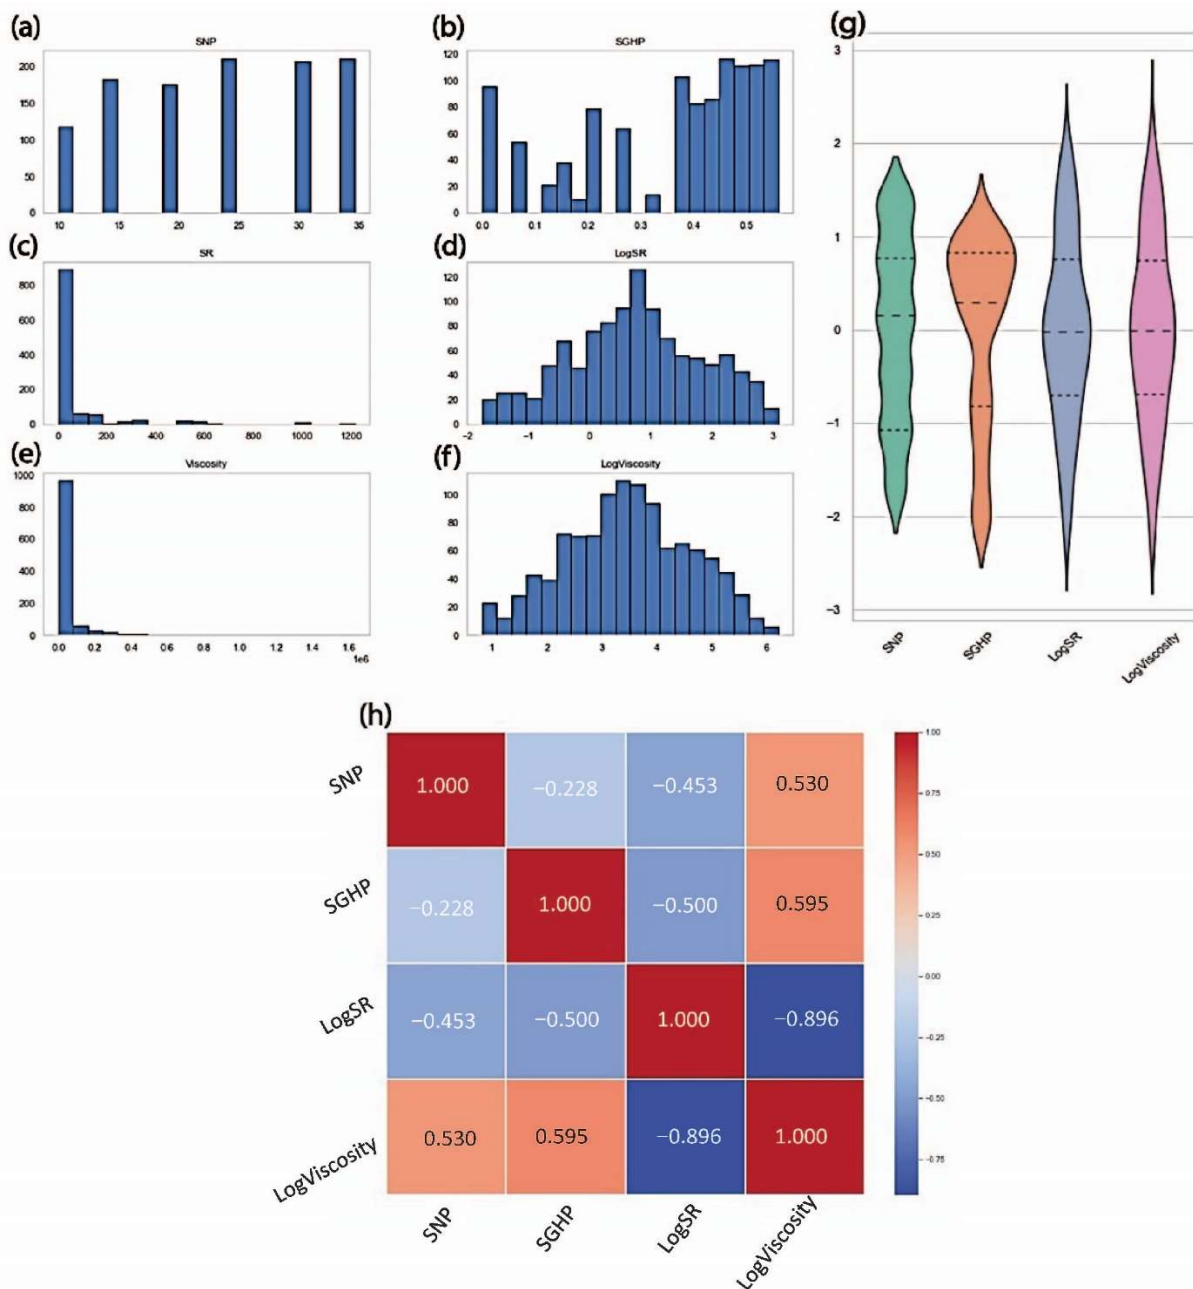 (a)
SNP
200
150
100
50
0
10 15 20 25 30 35
(b)
SGHP
120
100
80
60
40
20
0
0.0 0.1 0.2 0.3 0.4 0.5
(c)
SR
800
600
400
200
0
0 200 400 600 800 1000 1200
(d)
LogSR
120
100
80
60
40
20
0
−2 −1 0 1 2 3
(e)
Viscosity
1000
800
600
400
200
0
0.0 0.2 0.4 0.6 0.8 1.0 1.2 1.4 1.6
1e6
(f)
LogViscosity
100
80
60
40
20
0
1 2 3 4 5 6
(g)
3
2
1
0
−1
−2
−3
SNP SGHP LogSR LogViscosity
(h)
SNP 1.000 −0.228 −0.453 0.530
SGHP −0.228 1.000 −0.500 0.595
LogSR −0.453 −0.500 1.000 −0.896
LogViscosity 0.530 0.595 −0.896 1.000
SNP SGHP LogSR LogViscosity
1.00
0.75
0.50
0.25
0.00
−0.25
−0.50
−0.75